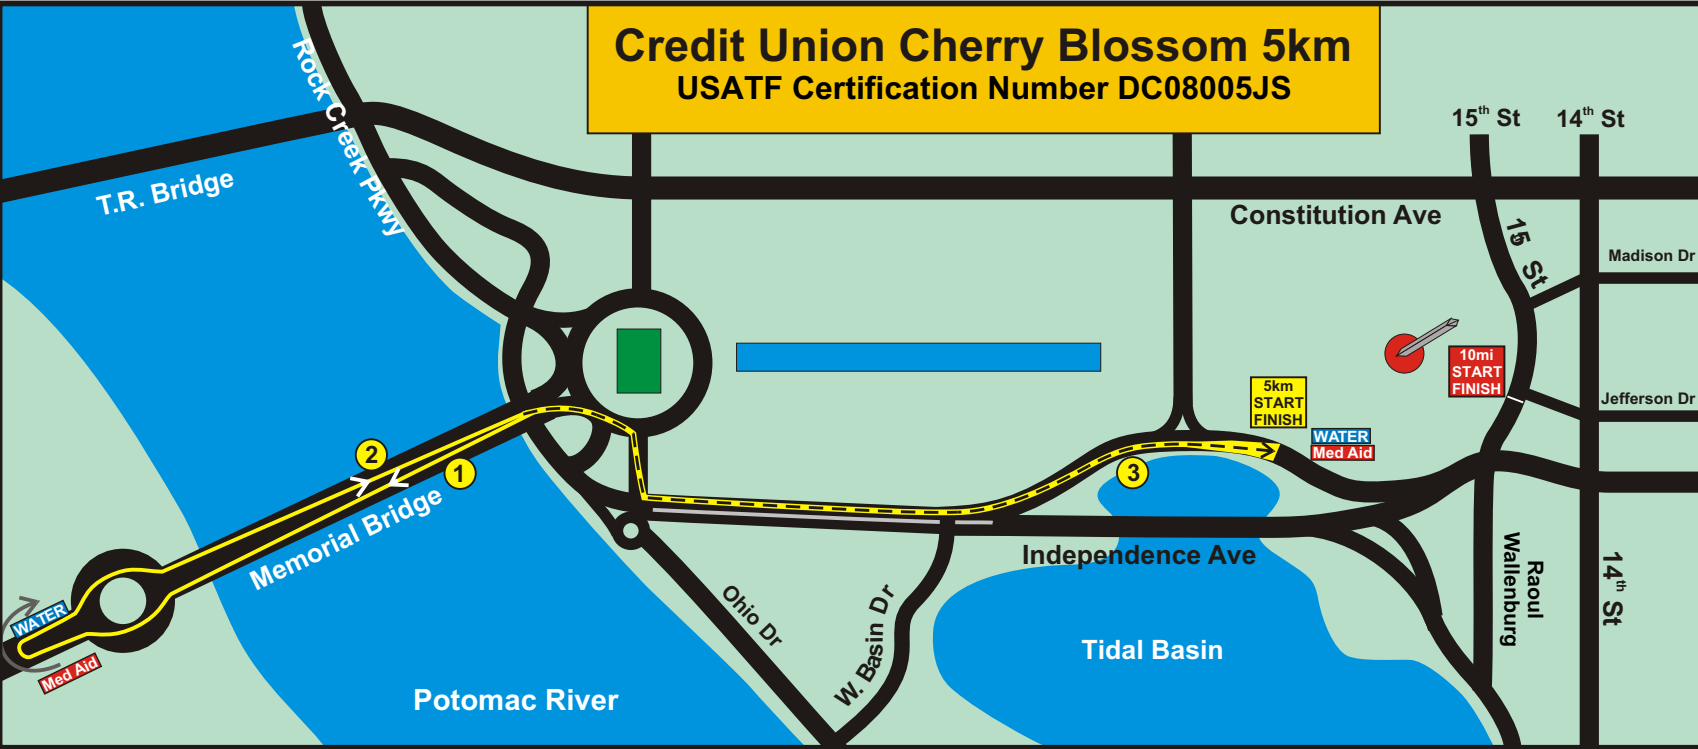 Credit Union Cherry Blossom 5km
USATF Certification Number DC08005JS
Rock Creek Pkwy
15th St
14th St
T.R. Bridge
Constitution Ave
15th St
Madison Dr
10mi
START
FINISH
5km
START
FINISH
Jefferson Dr
WATER
Med Aid
2
1
3
Memorial Bridge
Independence Ave
Raoul
Wallenburg
14th St
Ohio Dr
W. Basin Dr
WATER
Med Aid
Tidal Basin
Potomac River